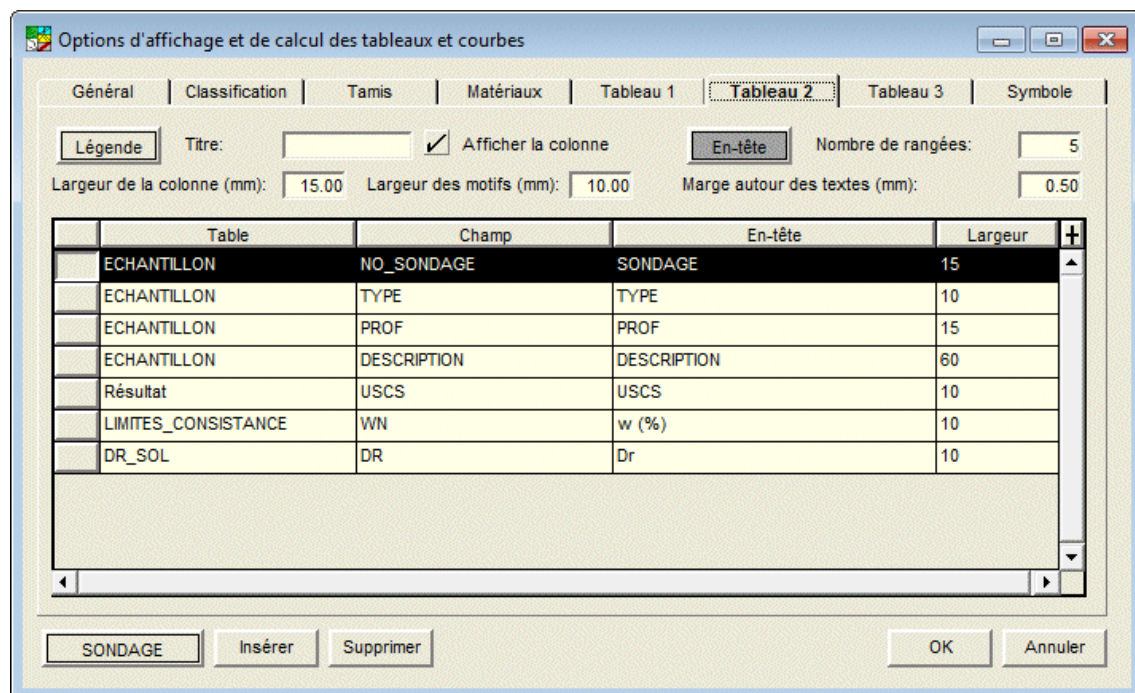 Options d'affichage et de calcul des tableaux et courbes
Général Classification Tamis Matériaux Tableau 1 Tableau 2 Tableau 3 Symbole
Légende Titre: Afficher la colonne En-tête Nombre de rangées: 5
Largeur de la colonne (mm): 15.00 Largeur des motifs (mm): 10.00 Marge autour des textes (mm): 0.50
Table Champ En-tête Largeur +
ECHANTILLON NO_SONDAGE SONDAGE 15
ECHANTILLON TYPE TYPE 10
ECHANTILLON PROF PROF 15
ECHANTILLON DESCRIPTION DESCRIPTION 60
Résultat USCS USCS 10
LIMITES_CONSISTANCE WN w (%) 10
DR_SOL DR Dr 10
SONDAGE Insérer Supprimer OK Annuler